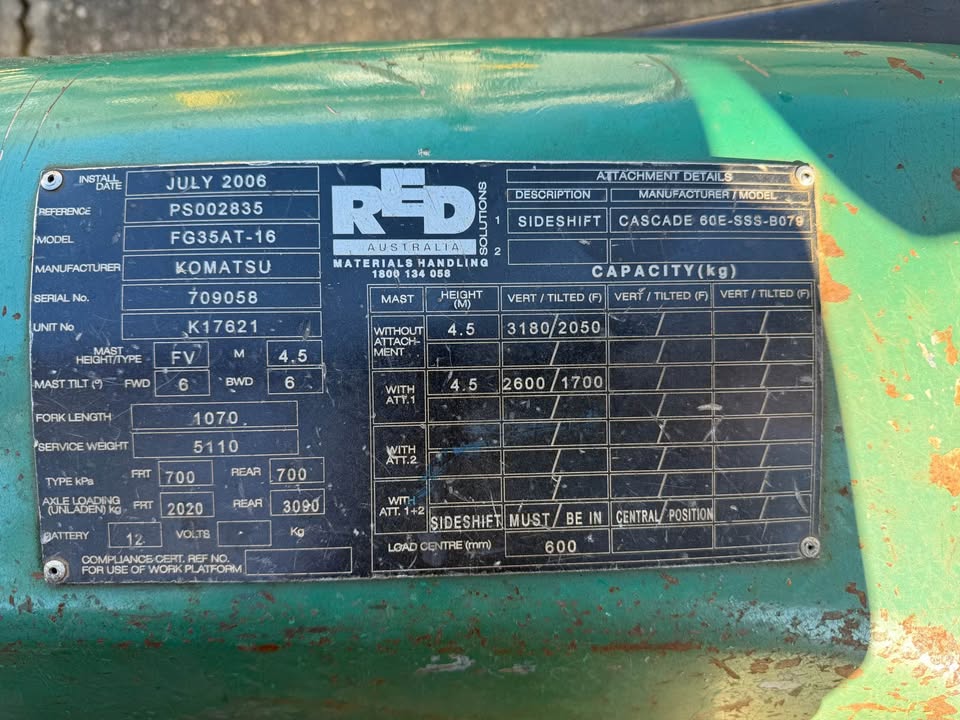 INSTALL DATE JULY 2006
REFERENCE PS002835
MODEL FG35AT-16
MANUFACTURER KOMATSU
SERIAL No. 709058
UNIT No K17621
MAST HEIGHT/TYPE FV M 4.5
MAST TILT (°) FWD 6 BWD 6
FORK LENGTH 1070
SERVICE WEIGHT 5110
TYPE kPa FRT 700 REAR 700
AXLE LOADING (UNLADEN) kg FRT 2020 REAR 3090
BATTERY 12 VOLTS - Kg
COMPLIANCE CERT. REF NO.
FOR USE OF WORK PLATFORM
RED SOLUTIONS
AUSTRALIA
MATERIALS HANDLING
1800 134 058
ATTACHMENT DETAILS
DESCRIPTION MANUFACTURER / MODEL
1 SIDESHIFT CASCADE 60E-SSS-B079
2
CAPACITY (kg)
MAST HEIGHT (M) VERT / TILTED (F) VERT / TILTED (F) VERT / TILTED (F)
WITHOUT ATTACH-MENT 4.5 3180/2050 / /
/ / /
WITH ATT.1 4.5 2600/1700 / /
/ / /
WITH ATT.2 / / /
/ / /
WITH ATT. 1+2 / / /
SIDESHIFT MUST / BE IN CENTRAL / POSITION /
LOAD CENTRE (mm) 600